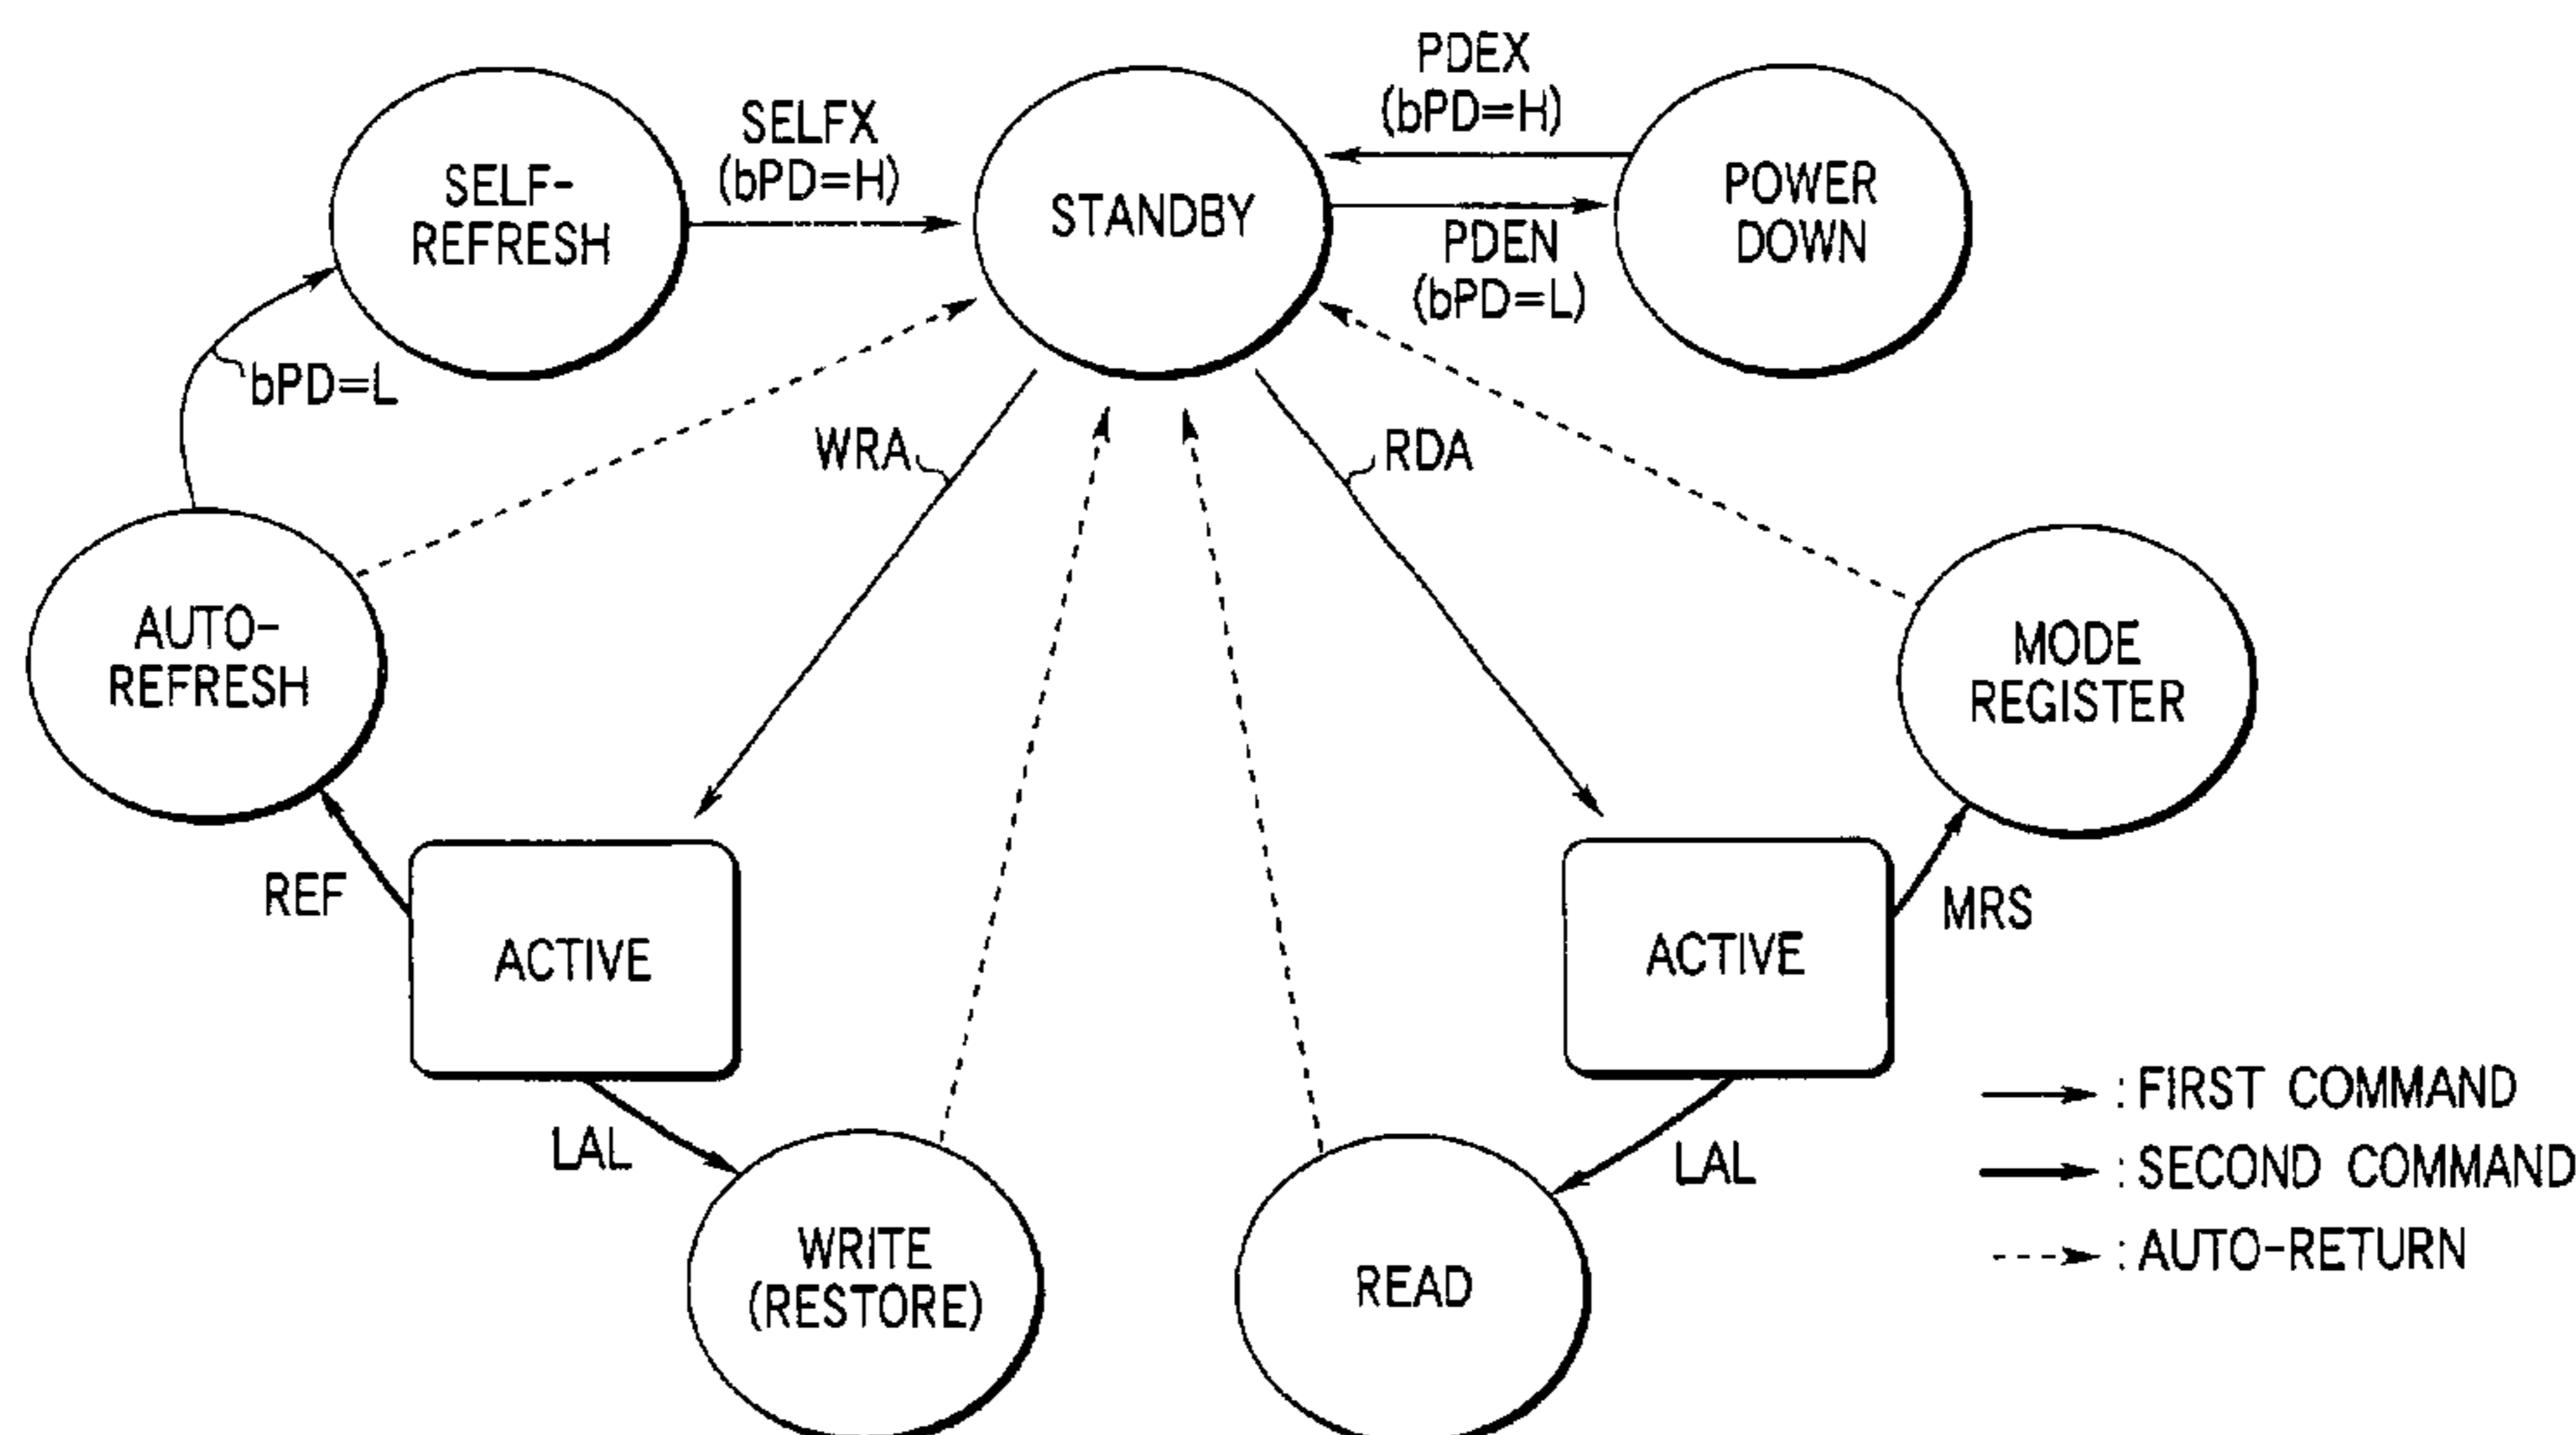 PDEX
(bPD=H)
SELFX
(bPD=H)
SELF-
REFRESH
STANDBY
POWER
DOWN
PDEN
(bPD=L)
bPD=L
WRA
RDA
AUTO-
REFRESH
MODE
REGISTER
REF
ACTIVE
ACTIVE
MRS
LAL
LAL
WRITE
(RESTORE)
READ
: FIRST COMMAND
: SECOND COMMAND
: AUTO-RETURN